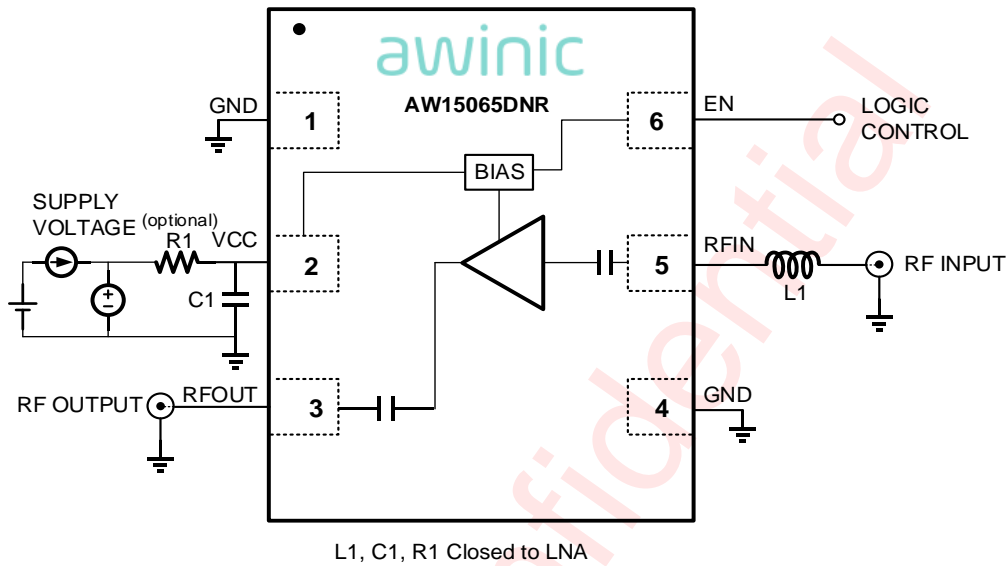 awinic
AW15065DNR
GND
1
6
EN
LOGIC
CONTROL
BIAS
SUPPLY
VOLTAGE
(optional)
R1
VCC
2
5
RFIN
RF INPUT
L1
C1
RF OUTPUT
RFOUT
3
4
GND
L1, C1, R1 Closed to LNA